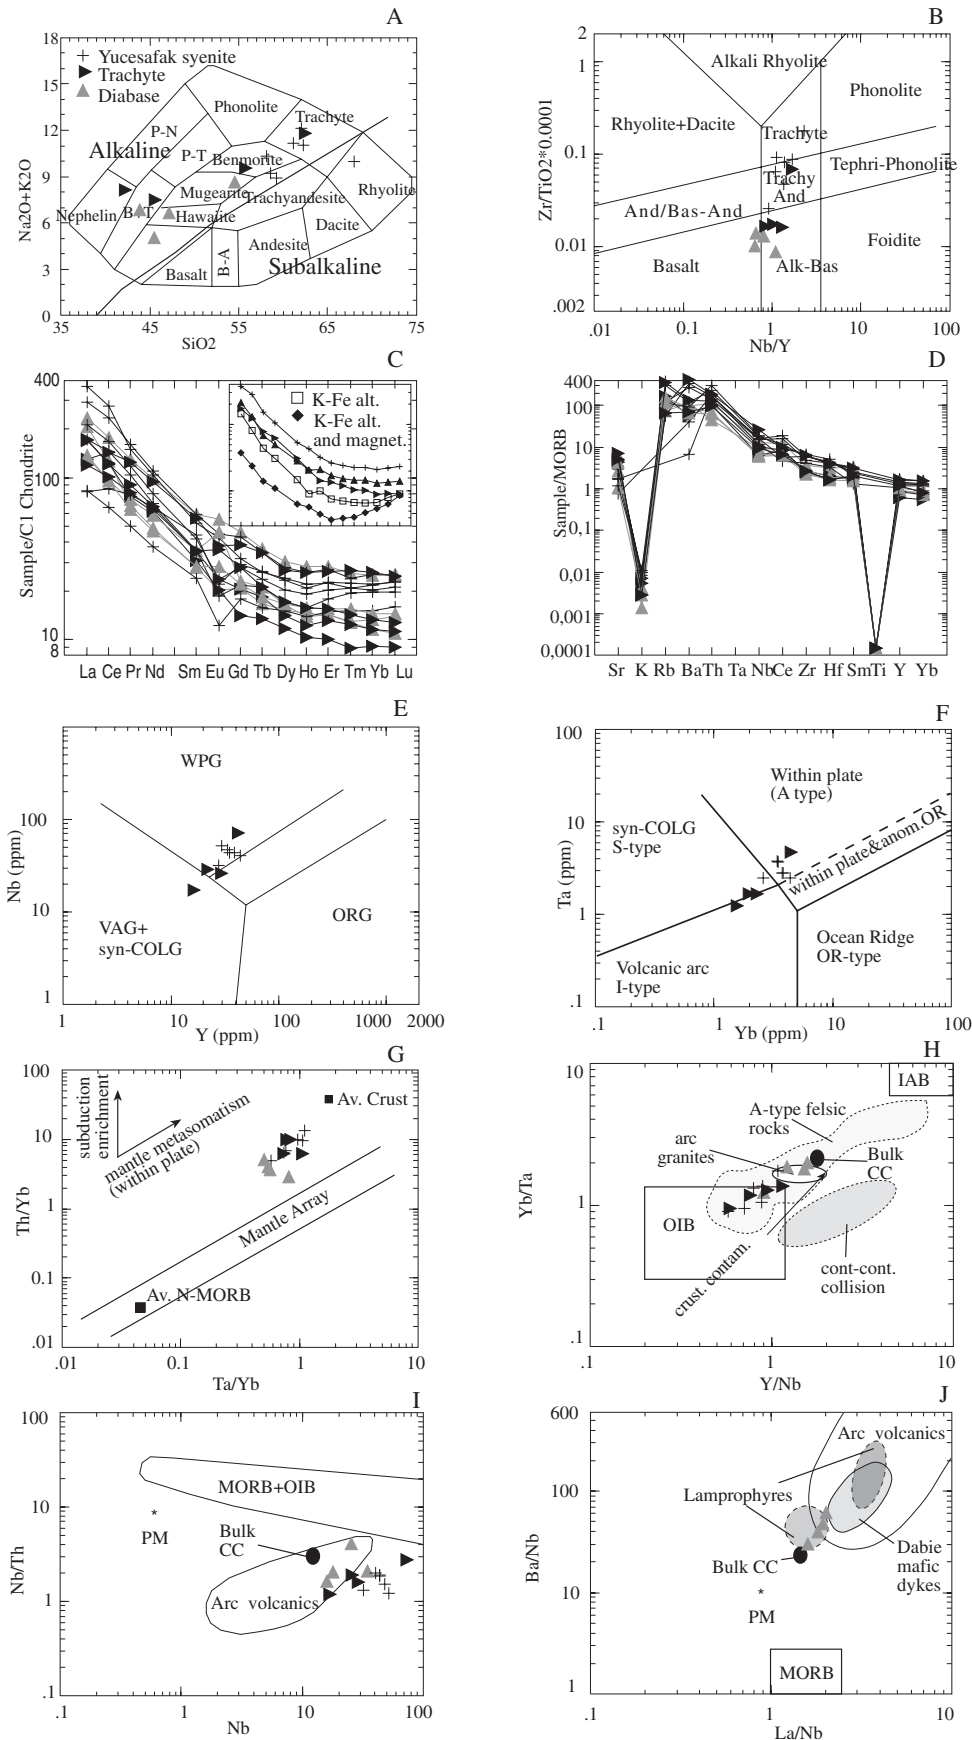 A
18
15
12
9
6
3
0
Na2O+K2O
Yucesafak syenite
Trachyte
Diabase
Phonolite
Trachyte
P-N
Alkaline
P-T
Benmorite
Mugearite
Trachyandesite
Rhyolite
Nephelin
B-T
Hawaiite
Dacite
Andesite
Basalt
B-A
Subalkaline
35 45 55 65 75
SiO2
B
2
1
0.1
0.01
.002
Zr/TiO2*0.0001
Alkali Rhyolite
Phonolite
Rhyolite+Dacite
Trachyte
Tephri-Phonolite
Trachy
And
And/Bas-And
Foidite
Basalt
Alk-Bas
.01 0.1 1 10 100
Nb/Y
C
400
100
10
8
Sample/C1 Chondrite
K-Fe alt.
K-Fe alt.
and magnet.
La Ce Pr Nd Sm Eu Gd Tb Dy Ho Er Tm Yb Lu
D
400
100
10
1
0.1
0,01
0,001
0,0001
Sample/MORB
Sr K Rb Ba Th Ta Nb Ce Zr Hf Sm Ti Y Yb
E
WPG
100
10
1
Nb (ppm)
VAG+
syn-COLG
ORG
1 10 100 1000 2000
Y (ppm)
F
100
10
1
.1
Ta (ppm)
Within plate
(A type)
syn-COLG
S-type
within plate&anom.OR
Volcanic arc
I-type
Ocean Ridge
OR-type
.1 1 10 100
Yb (ppm)
G
100
10
1
0.1
.01
Th/Yb
subduction
enrichment
mantle metasomatism
(within plate)
Av. Crust
Mantle Array
Av. N-MORB
.01 0.1 1 10
Ta/Yb
H
10
1
.1
Yb/Ta
IAB
A-type felsic
rocks
arc
granites
Bulk
CC
OIB
crust. contam.
cont-cont.
collision
.1 1 10
Y/Nb
I
100
10
1
.1
Nb/Th
MORB+OIB
*
PM
Bulk
CC
Arc volcanics
.1 1 10 100
Nb
J
600
100
10
1
Ba/Nb
Arc volcanics
Lamprophyres
Bulk CC
Dabie
mafic
dykes
*
PM
MORB
.1 1 10
La/Nb